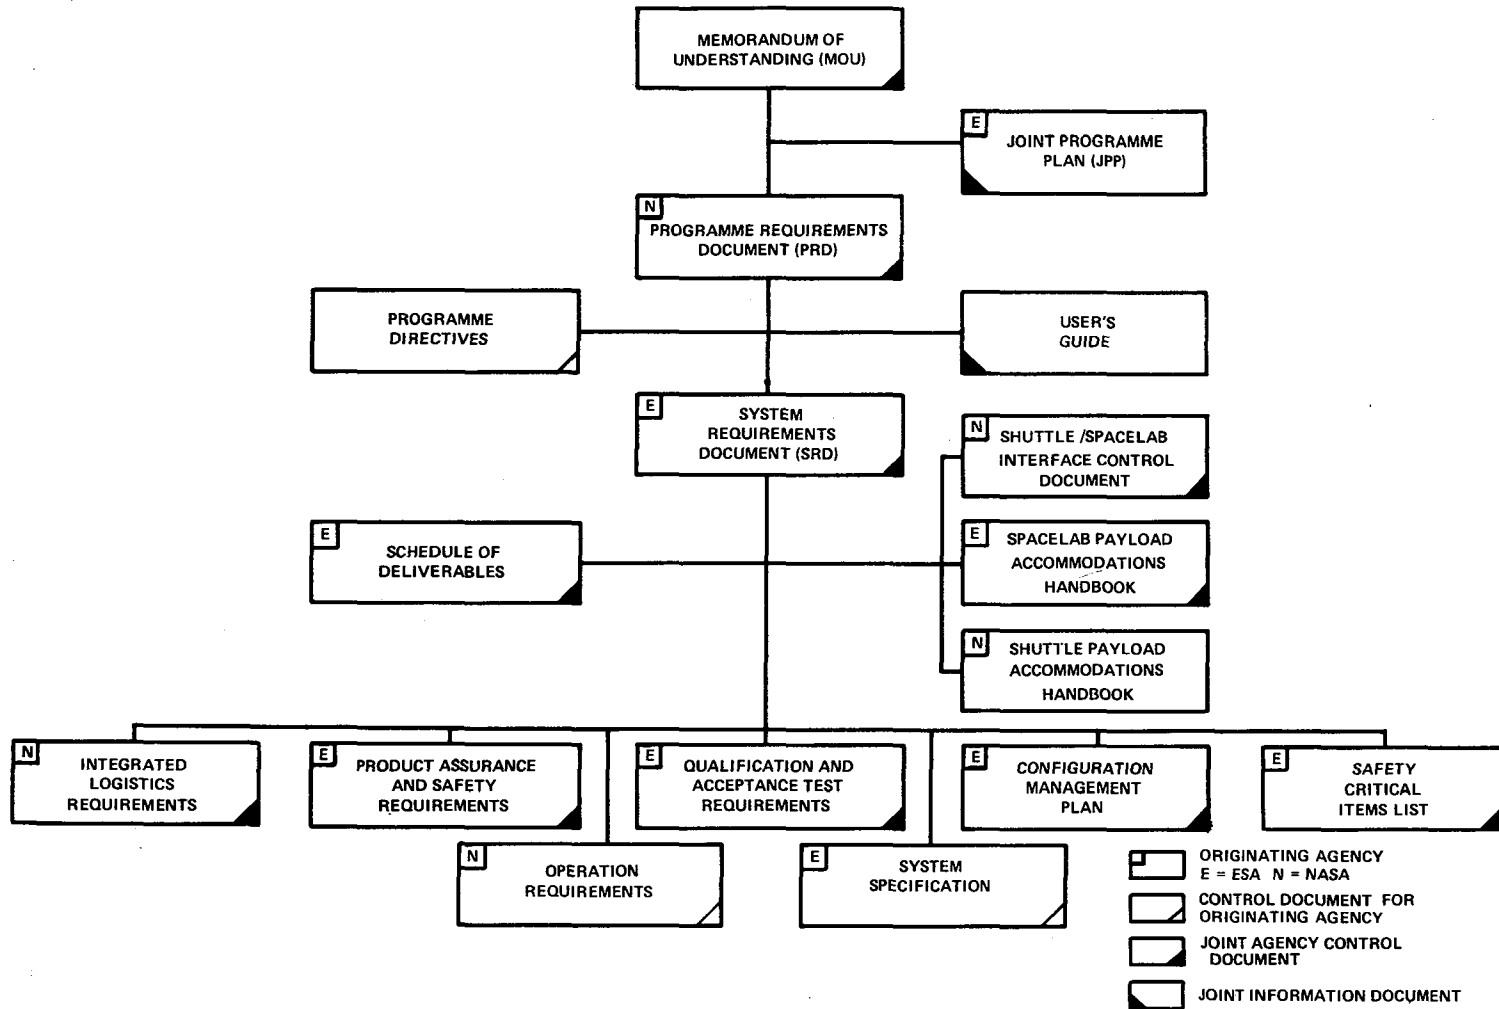 MEMORANDUM OF
UNDERSTANDING (MOU)
E
JOINT PROGRAMME
PLAN (JPP)
N
PROGRAMME REQUIREMENTS
DOCUMENT (PRD)
PROGRAMME
DIRECTIVES
USER'S
GUIDE
E
SYSTEM
REQUIREMENTS
DOCUMENT (SRD)
N
SHUTTLE /SPACELAB
INTERFACE CONTROL
DOCUMENT
E
SCHEDULE OF
DELIVERABLES
E
SPACELAB PAYLOAD
ACCOMMODATIONS
HANDBOOK
N
SHUTTLE PAYLOAD
ACCOMMODATIONS
HANDBOOK
N
INTEGRATED
LOGISTICS
REQUIREMENTS
E
PRODUCT ASSURANCE
AND SAFETY
REQUIREMENTS
E
QUALIFICATION AND
ACCEPTANCE TEST
REQUIREMENTS
E
CONFIGURATION
MANAGEMENT
PLAN
E
SAFETY
CRITICAL
ITEMS LIST
N
OPERATION
REQUIREMENTS
E
SYSTEM
SPECIFICATION
ORIGINATING AGENCY
E = ESA N = NASA
CONTROL DOCUMENT FOR
ORIGINATING AGENCY
JOINT AGENCY CONTROL
DOCUMENT
JOINT INFORMATION DOCUMENT